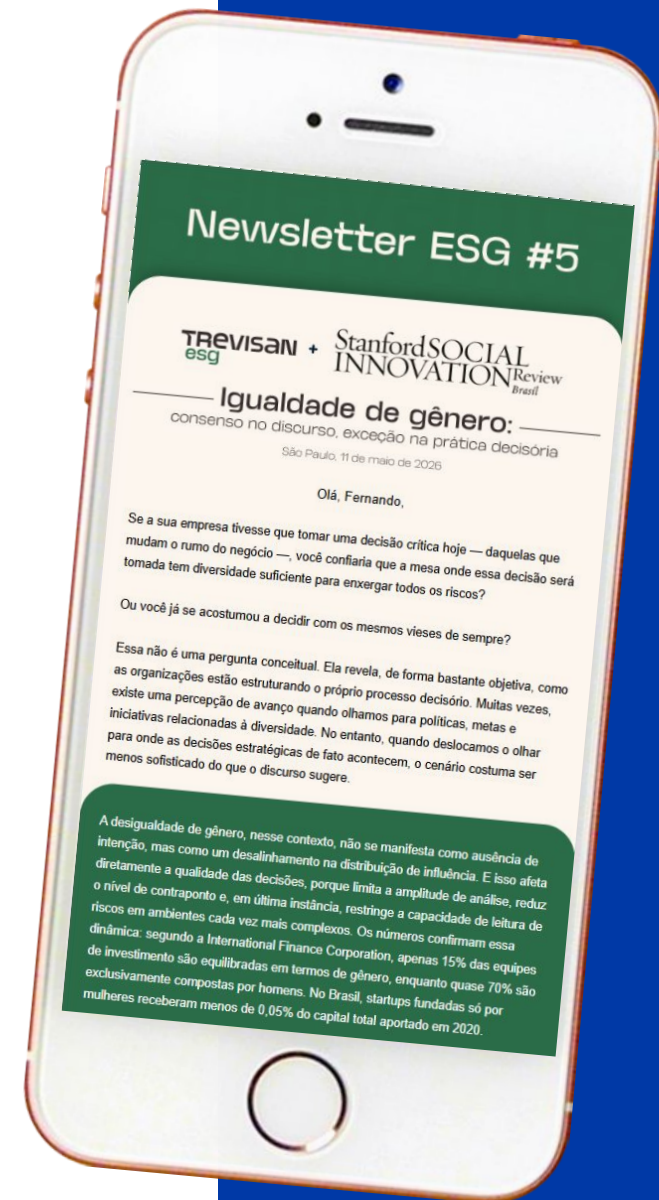 Newsletter ESG #5
TREVISAN esg + Stanford SOCIAL INNOVATION Review Brasil
Igualdade de gênero:
consenso no discurso, exceção na prática decisória
São Paulo, 11 de maio de 2026
Olá, Fernando,
Se a sua empresa tivesse que tomar uma decisão crítica hoje — daquelas que
mudam o rumo do negócio —, você confiaria que a mesa onde essa decisão será
tomada tem diversidade suficiente para enxergar todos os riscos?
Ou você já se acostumou a decidir com os mesmos vieses de sempre?
Essa não é uma pergunta conceitual. Ela revela, de forma bastante objetiva, como
as organizações estão estruturando o próprio processo decisório. Muitas vezes,
existe uma percepção de avanço quando olhamos para políticas, metas e
iniciativas relacionadas à diversidade. No entanto, quando deslocamos o olhar
para onde as decisões estratégicas de fato acontecem, o cenário costuma ser
menos sofisticado do que o discurso sugere.
A desigualdade de gênero, nesse contexto, não se manifesta como ausência de
intenção, mas como um desalinhamento na distribuição de influência. E isso afeta
diretamente a qualidade das decisões, porque limita a amplitude de análise, reduz
o nível de contraponto e, em última instância, restringe a capacidade de leitura de
riscos em ambientes cada vez mais complexos. Os números confirmam essa
dinâmica: segundo a International Finance Corporation, apenas 15% das equipes
de investimento são equilibradas em termos de gênero, enquanto quase 70% são
exclusivamente compostas por homens. No Brasil, startups fundadas só por
mulheres receberam menos de 0,05% do capital total aportado em 2020.